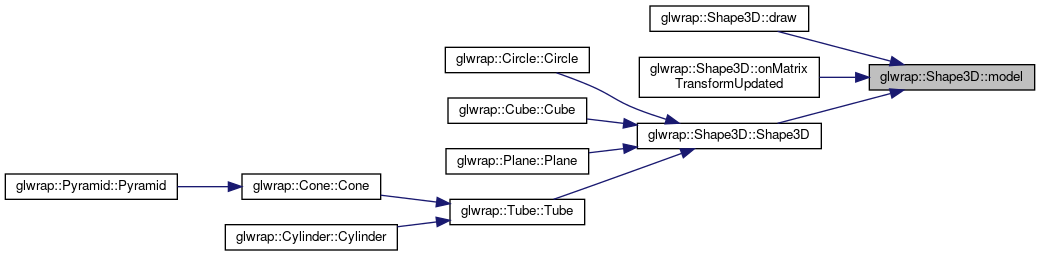 glwrap::Shape3D::draw
glwrap::Circle::Circle
glwrap::Shape3D::onMatrix
TransformUpdated
glwrap::Shape3D::model
glwrap::Cube::Cube
glwrap::Shape3D::Shape3D
glwrap::Plane::Plane
glwrap::Pyramid::Pyramid
glwrap::Cone::Cone
glwrap::Tube::Tube
glwrap::Cylinder::Cylinder